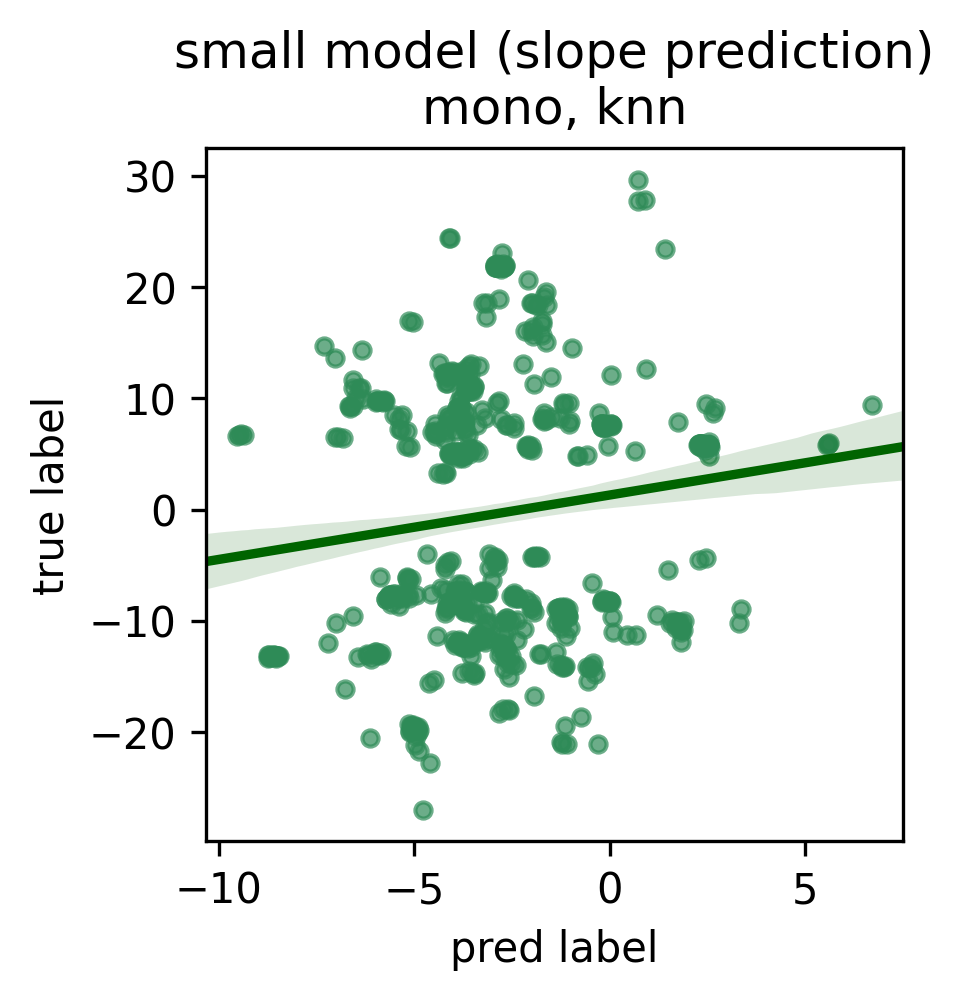 small model (slope prediction)
mono, knn
30
20
10
0
−10
−20
true label
−10
−5
0
5
pred label